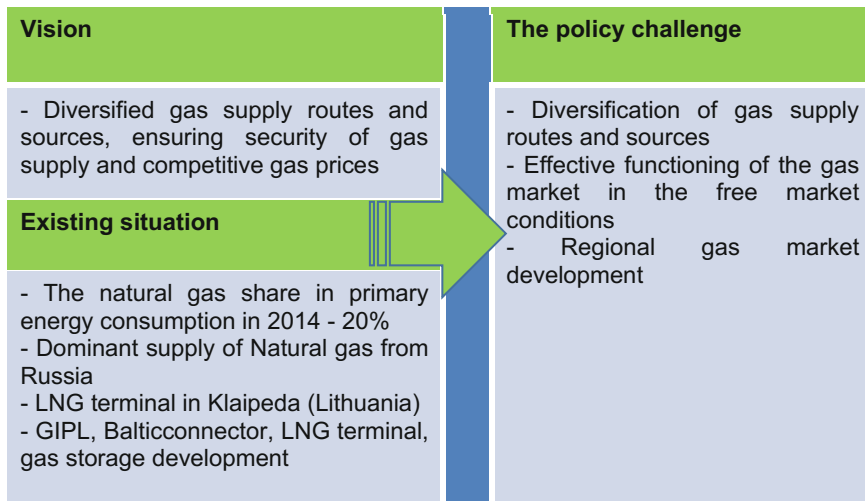 Vision
- Diversified gas supply routes and
sources, ensuring security of gas
supply and competitive gas prices
Existing situation
- The natural gas share in primary
energy consumption in 2014 - 20%
- Dominant supply of Natural gas from
Russia
- LNG terminal in Klaipeda (Lithuania)
- GIPL, Balticconnector, LNG terminal,
gas storage development
The policy challenge
- Diversification of gas supply
routes and sources
- Effective functioning of the gas
market in the free market
conditions
- Regional gas market
development